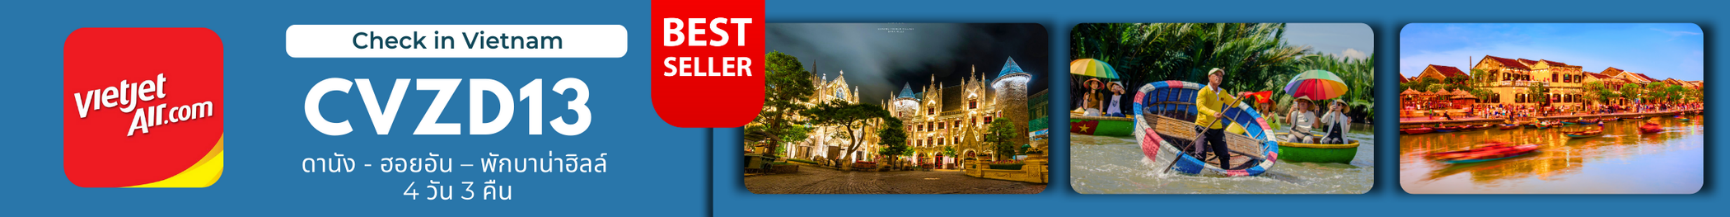 vietjet
Air.com
Check in Vietnam
CVZD13
ดานัง - ฮอยอัน – พักบาน่าฮิลล์
4 วัน 3 คืน
BEST
SELLER